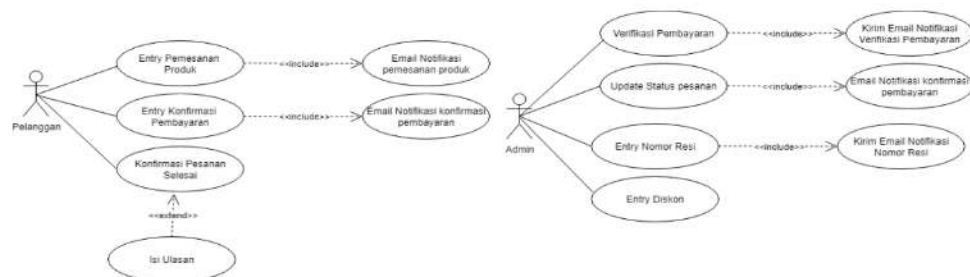 Entry Pemesanan
Produk
<<include>>
Email Notifikasi
pemesanan produk
Entry Konfirmasi
Pembayaran
<<include>>
Email Notifikasi konfirmasi
pembayaran
Pelanggan
Konfirmasi Pesanan
Selesai
<<extend>>
Isi Ulasan
Verifikasi Pembayaran
<<include>>
Kirim Email Notifikasi
Verifikasi Pembayaran
Update Status pesanan
<<include>>
Email Notifikasi konfirmasi
pembayaran
Admin
Entry Nomor Resi
<<include>>
Kirim Email Notifikasi
Nomor Resi
Entry Diskon